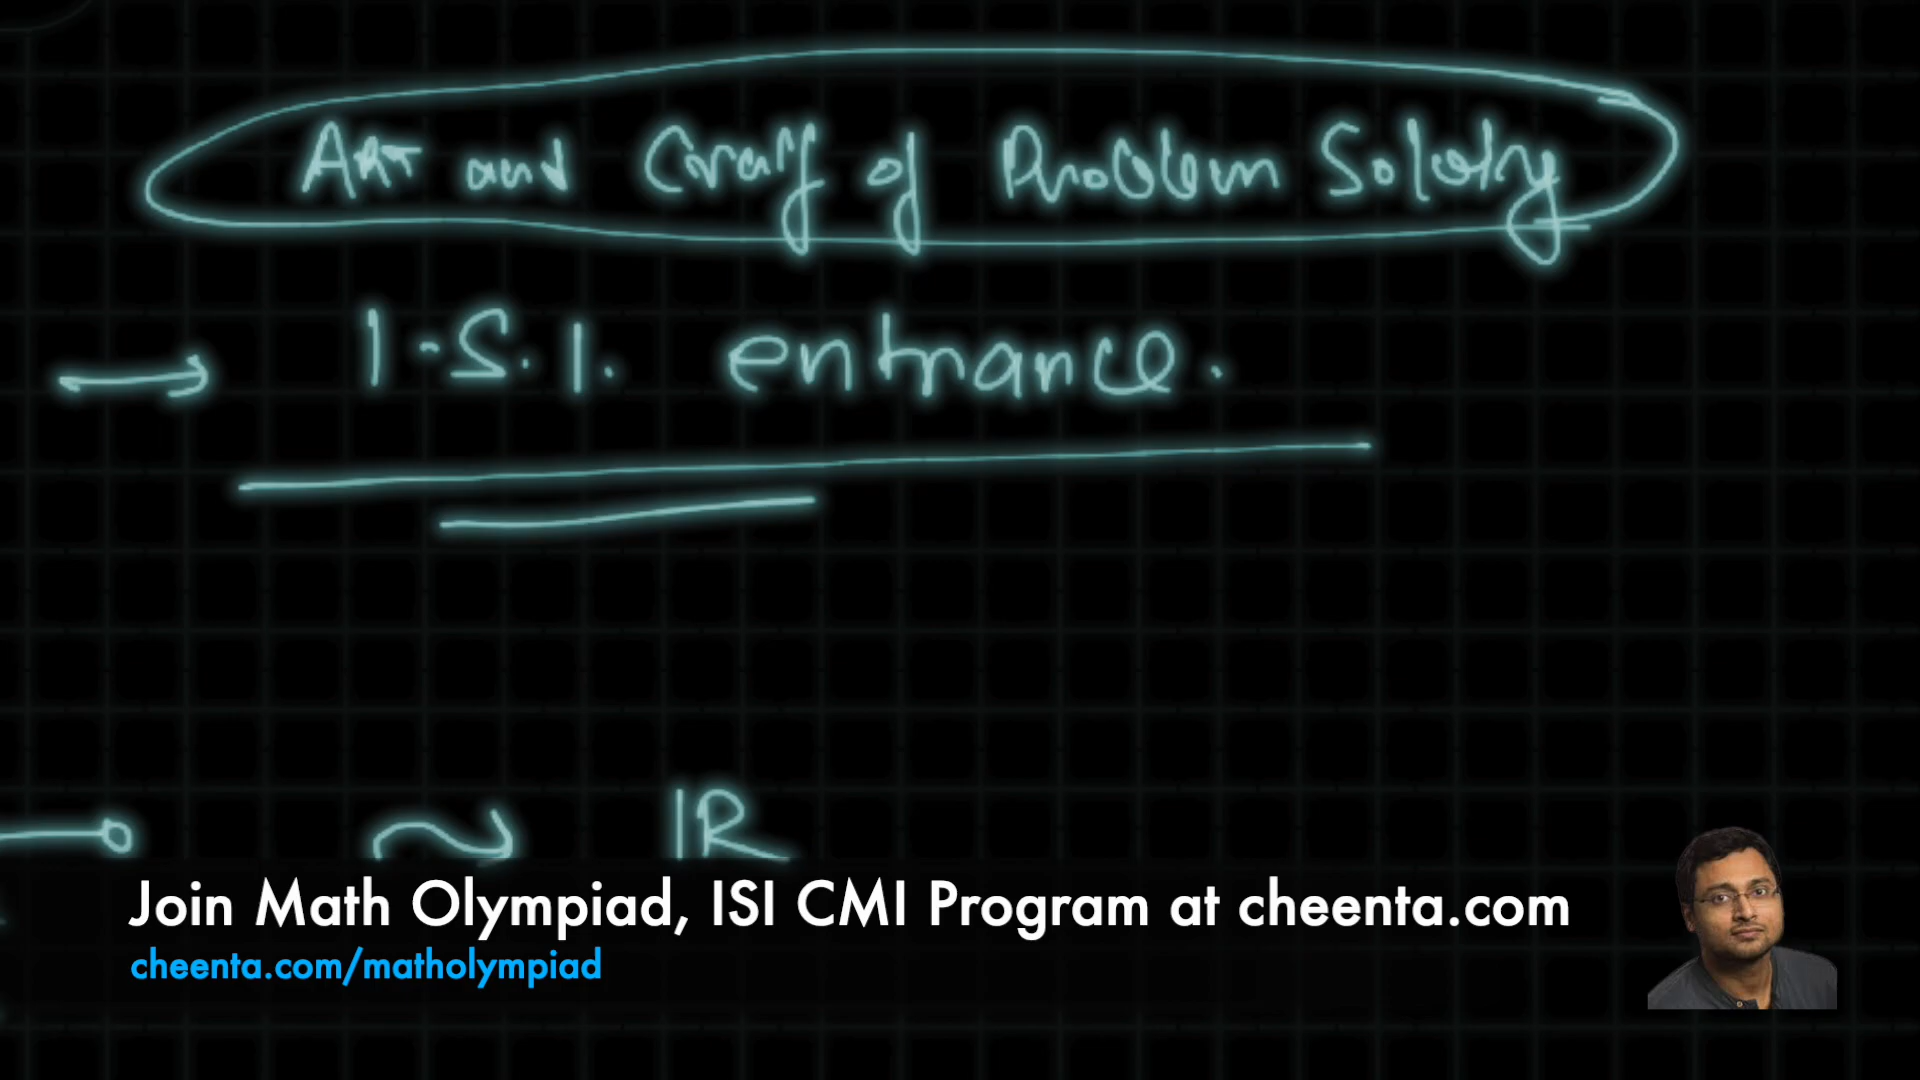 ART and Craft of Problem Solving
→ I.S.I. entrance.
~ IR
Join Math Olympiad, ISI CMI Program at cheenta.com
cheenta.com/matholympiad